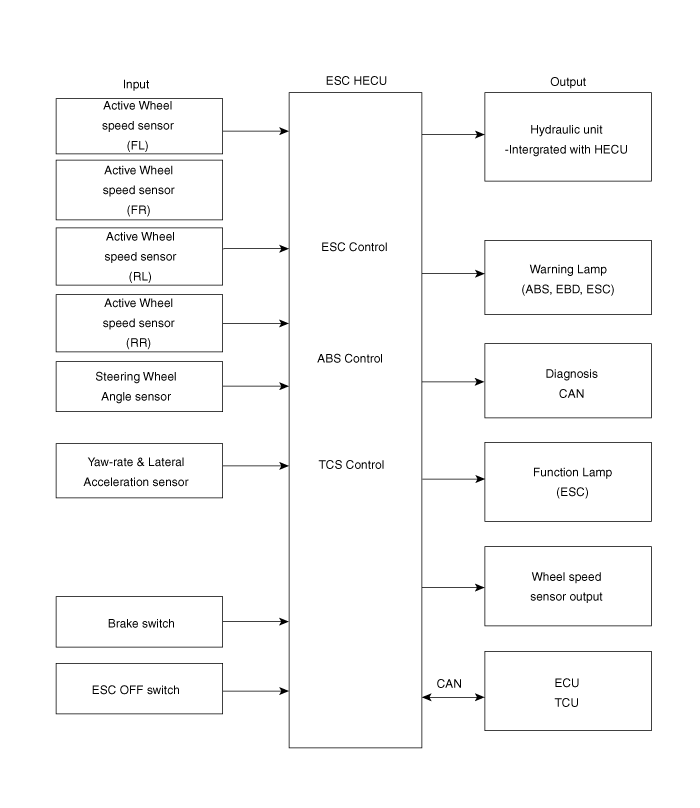 Input
ESC HECU
Output
Active Wheel
speed sensor
(FL)
Active Wheel
speed sensor
(FR)
Active Wheel
speed sensor
(RL)
Active Wheel
speed sensor
(RR)
Steering Wheel
Angle sensor
Yaw-rate & Lateral
Acceleration sensor
Brake switch
ESC OFF switch
ESC Control
ABS Control
TCS Control
Hydraulic unit
-Intergrated with HECU
Warning Lamp
(ABS, EBD, ESC)
Diagnosis
CAN
Function Lamp
(ESC)
Wheel speed
sensor output
CAN
ECU
TCU